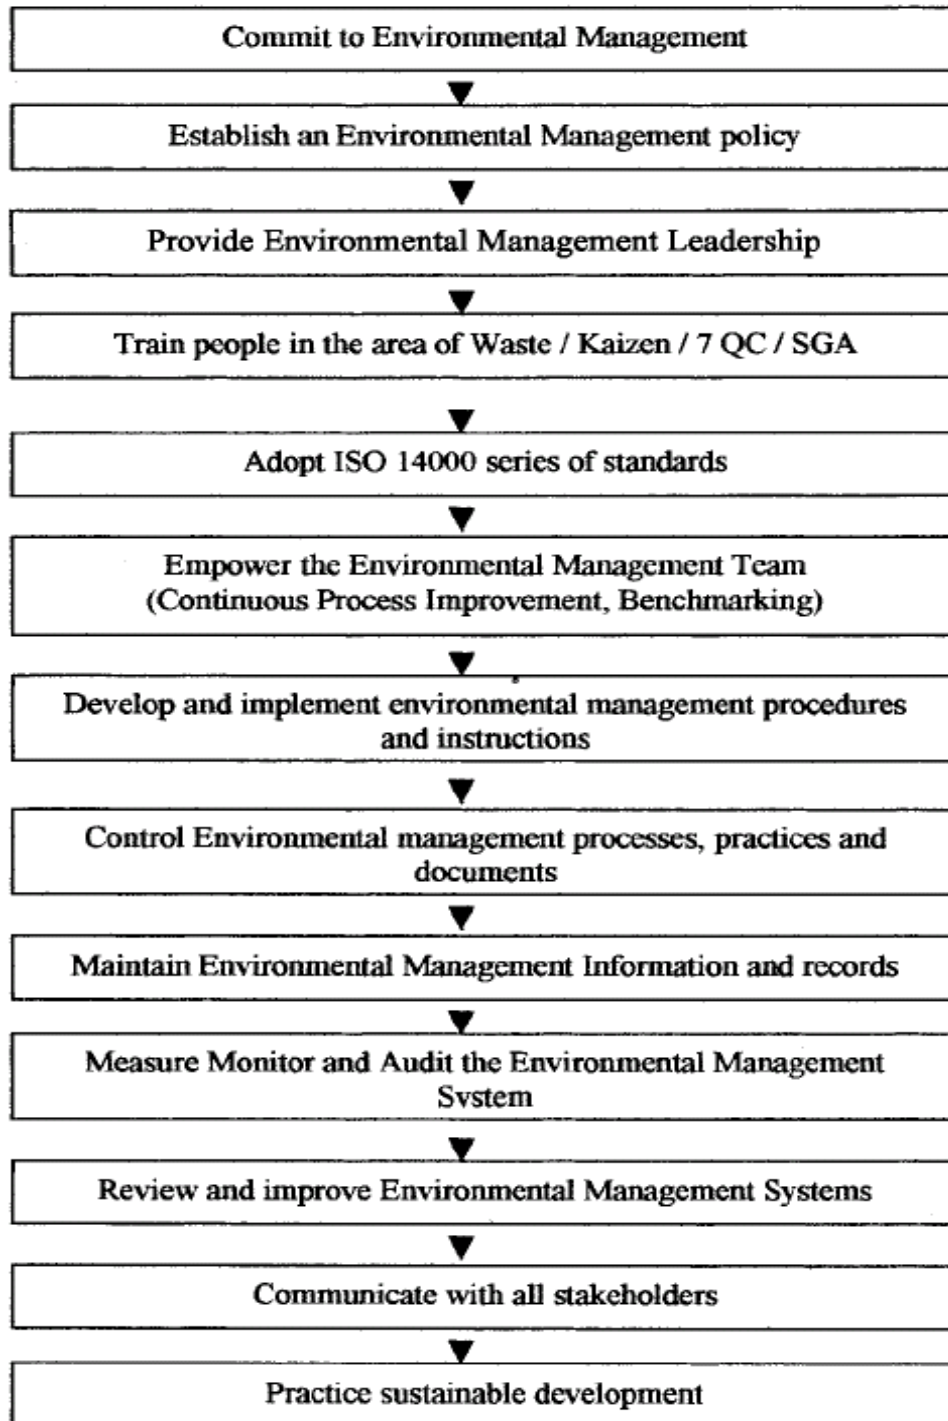 Commit to Environmental Management
Establish an Environmental Management policy
Provide Environmental Management Leadership
Train people in the area of Waste / Kaizen / 7 QC / SGA
Adopt ISO 14000 series of standards
Empower the Environmental Management Team
(Continuous Process Improvement, Benchmarking)
Develop and implement environmental management procedures
and instructions
Control Environmental management processes, practices and
documents
Maintain Environmental Management Information and records
Measure Monitor and Audit the Environmental Management
System
Review and improve Environmental Management Systems
Communicate with all stakeholders
Practice sustainable development